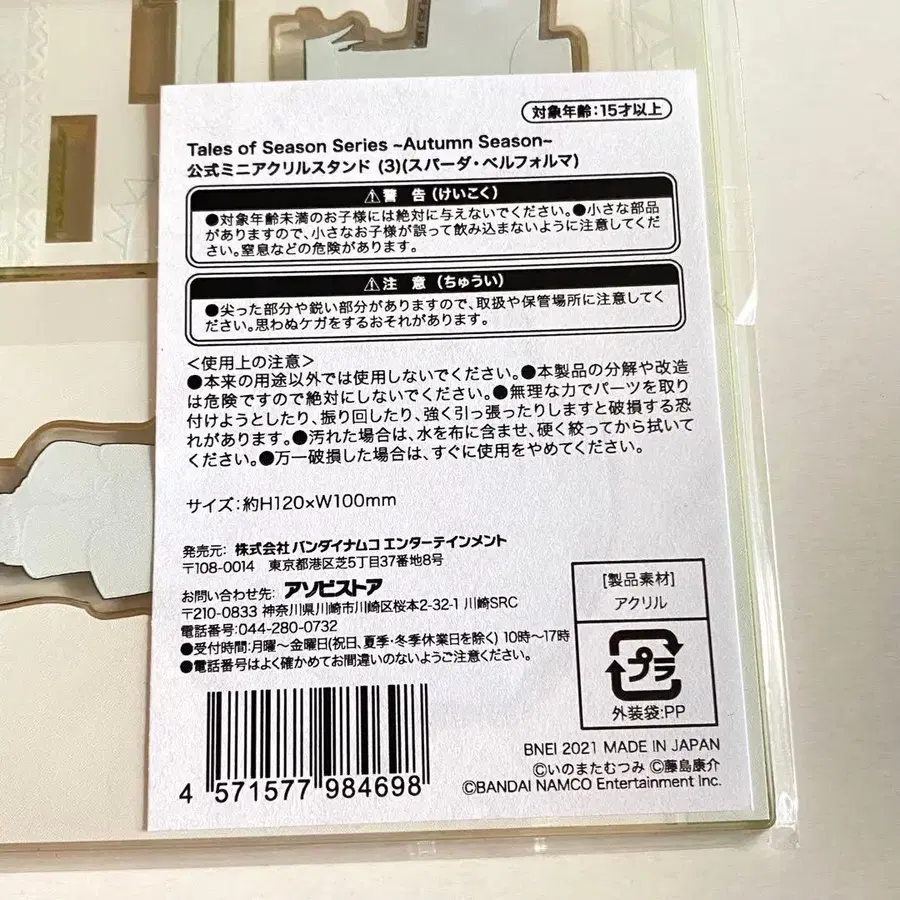 対象年齢:15才以上
Tales of Season Series ~Autumn Season~
公式ミニアクリルスタンド (3)(スパーダ・ベルフォルマ)
⚠警 告(けいこく)
●対象年齢未満のお子様には絶対に与えないでください。●小さな部品
がありますので、小さなお子様が誤って飲み込まないように注意してくだ
さい。窒息などの危険があります。
⚠注 意(ちゅうい)
●尖った部分や鋭い部分がありますので、取扱や保管場所に注意してく
ださい。思わぬケガをするおそれがあります。
<使用上の注意>
●本来の用途以外では使用しないでください。●本製品の分解や改造
は危険ですので絶対にしないでください。●無理な力でパーツを取り
付けようとしたり、振り回したり、強く引っ張ったりしますと破損する恐
れがあります。●汚れた場合は、水を布に含ませ、硬く絞ってから拭いて
ください。●万一破損した場合は、すぐに使用をやめてください。
サイズ:約H120×W100mm
発売元: 株式会社 バンダイナムコ エンターテインメント
〒108-0014 東京都港区芝5丁目37番地8号
お問い合わせ先: アソビストア
〒210-0833 神奈川県川崎市川崎区桜本2-32-1 川崎SRC
電話番号:044-280-0732
●受付時間:月曜~金曜日(祝日、夏季・冬季休業日を除く) 10時~17時
●電話番号はよく確かめてお間違いのないようご注意ください。
[製品素材]
アクリル
プラ
外装袋:PP
4 571577 984698
BNEI 2021 MADE IN JAPAN
©いのまたむつみ ©藤島康介
©BANDAI NAMCO Entertainment Inc.